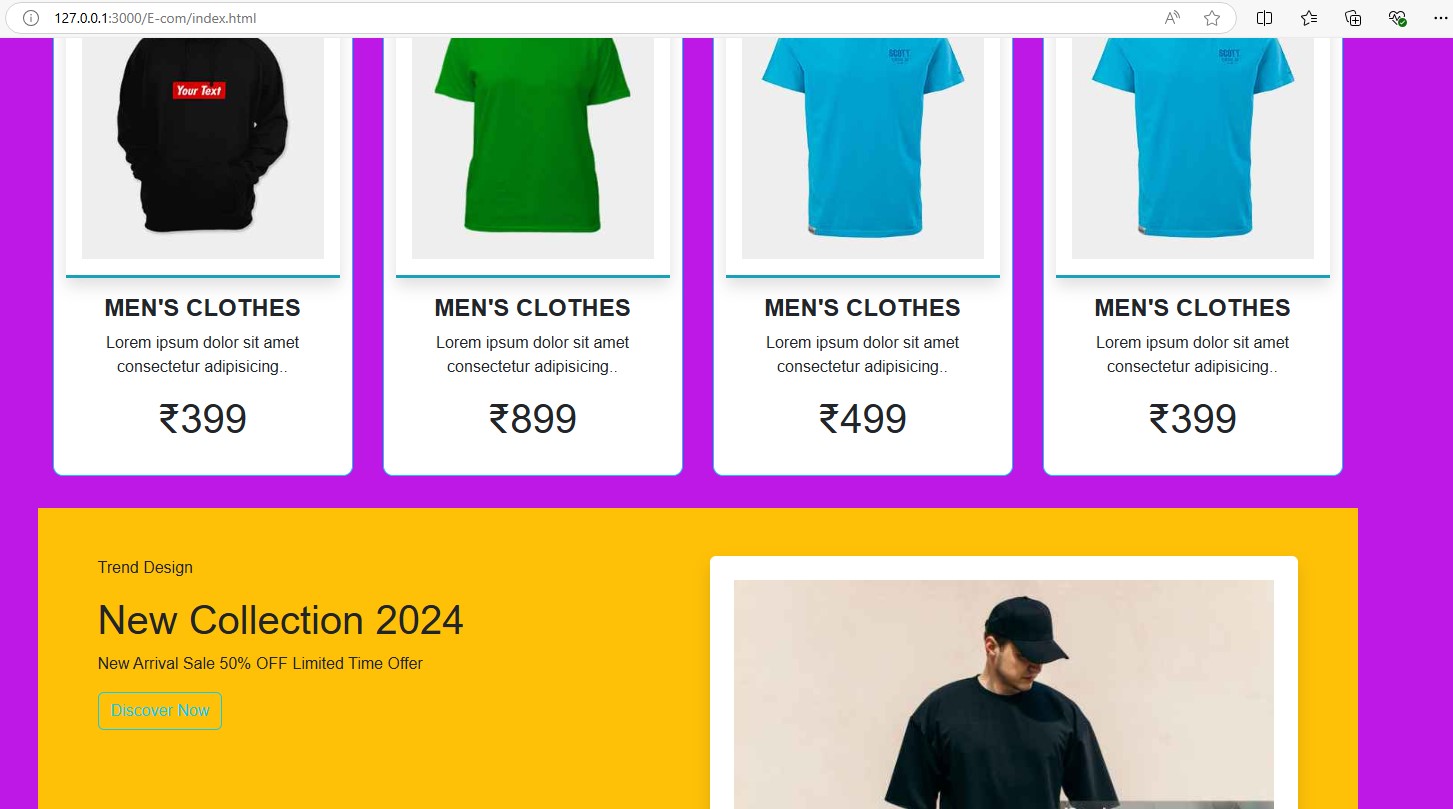 127.0.0.1:3000/E-com/index.html
Your Text
SCOTT
SCOTT
MEN'S CLOTHES
MEN'S CLOTHES
MEN'S CLOTHES
MEN'S CLOTHES
Lorem ipsum dolor sit amet
consectetur adipisicing..
Lorem ipsum dolor sit amet
consectetur adipisicing..
Lorem ipsum dolor sit amet
consectetur adipisicing..
Lorem ipsum dolor sit amet
consectetur adipisicing..
₹399
₹899
₹499
₹399
Trend Design
New Collection 2024
New Arrival Sale 50% OFF Limited Time Offer
Discover Now